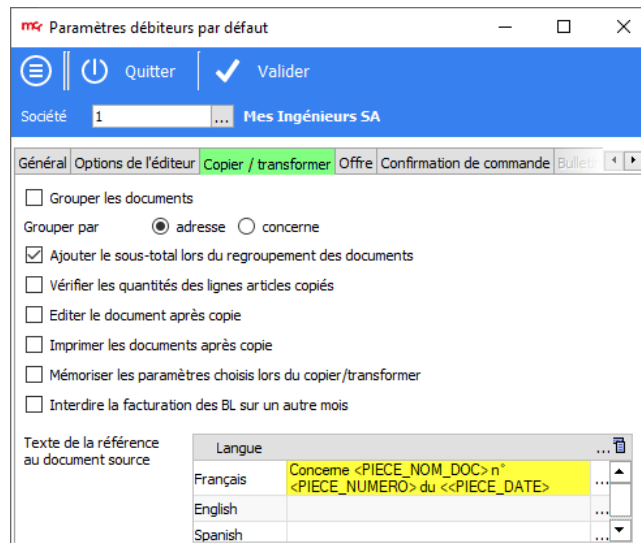 mcr Paramètres débiteurs par défaut
Quitter Valider
Société 1 ... Mes Ingénieurs SA
Général Options de l'éditeur Copier / transformer Offre Confirmation de commande Bulleti
Grouper les documents
Grouper par adresse concerne
Ajouter le sous-total lors du regroupement des documents
Vérifier les quantités des lignes articles copiés
Editer le document après copie
Imprimer les documents après copie
Mémoriser les paramètres choisis lors du copier/transformer
Interdire la facturation des BL sur un autre mois
Texte de la référence
au document source
Langue ...
Français Concerne <PIECE_NOM_DOC> n° ...
<PIECE_NUMERO> du <<PIECE_DATE>
English ...
Spanish ...